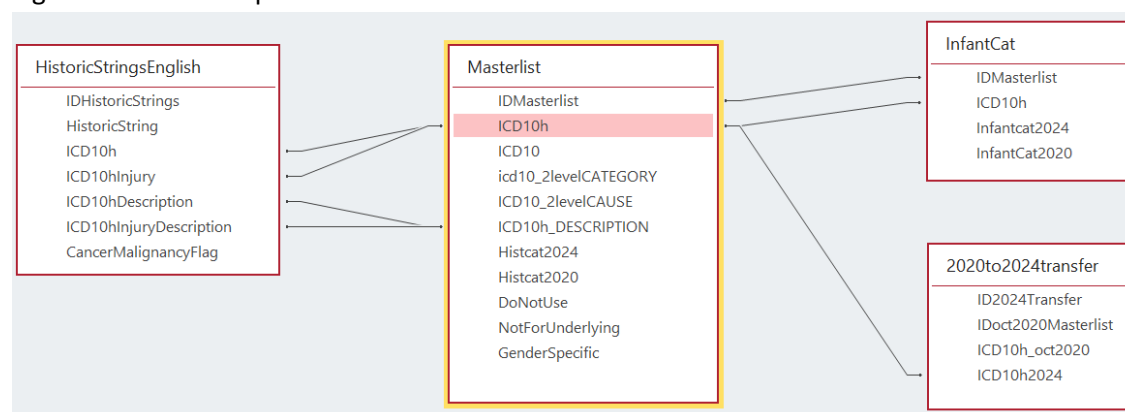 HistoricStringsEnglish
IDHistoricStrings
HistoricString
ICD10h
ICD10hInjury
ICD10hDescription
ICD10hInjuryDescription
CancerMalignancyFlag
Masterlist
IDMasterlist
ICD10h
ICD10
icd10_2levelCATEGORY
ICD10_2levelCAUSE
ICD10h_DESCRIPTION
Histcat2024
Histcat2020
DoNotUse
NotForUnderlying
GenderSpecific
InfantCat
IDMasterlist
ICD10h
Infantcat2024
InfantCat2020
2020to2024transfer
ID2024Transfer
IDoct2020Masterlist
ICD10h_oct2020
ICD10h2024